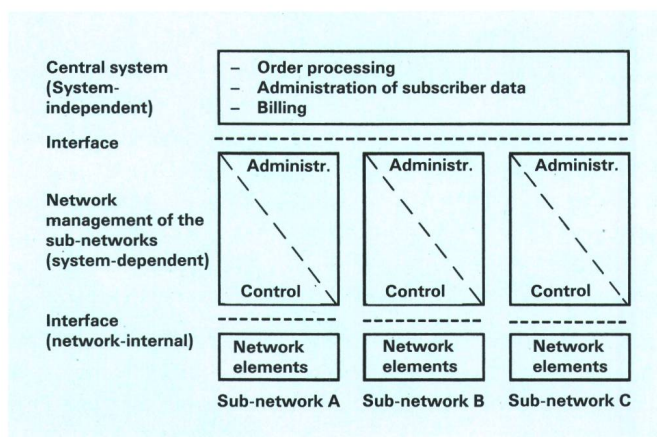 Central system
(System-
independent)
– Order processing
– Administration of subscriber data
– Billing
Interface
Network
management of the
sub-networks
(system-dependent)
Administr.
Control
Administr.
Control
Administr.
Control
Interface
(network-internal)
Network
elements
Network
elements
Network
elements
Sub-network A
Sub-network B
Sub-network C